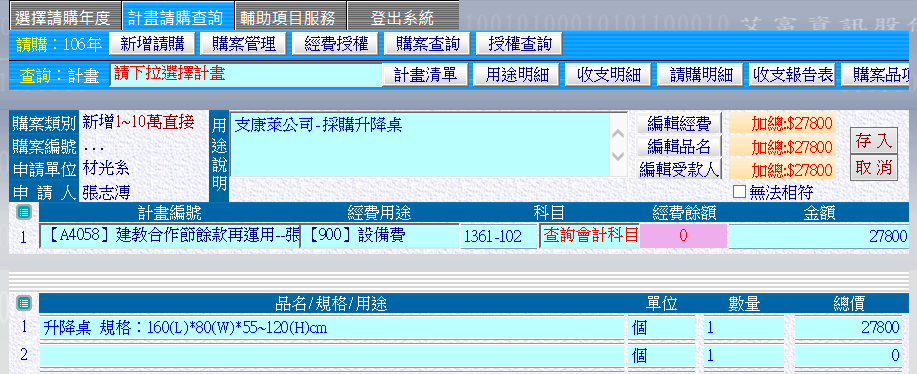 選擇請購年度 計畫請購查詢 輔助項目服務 登出系統
艾富資訊股
請購：106年 新增請購 購案管理 經費授權 購案查詢 授權查詢
查詢：計畫 請下拉選擇計畫 計畫清單 用途明細 收支明細 請購明細 收支報告表 購案品項
購案類別 新增1~10萬直接
購案編號 ...
申請單位 材光系
申請人 張志溥
用途說明
支康萊公司-採購升降桌
編輯經費 加總:$27800
編輯品名 加總:$27800
編輯受款人 加總:$27800
無法相符
存入
取消
計畫編號 經費用途 科目 經費餘額 金額
1 【A4058】建教合作節餘款再運用--張 【900】設備費 1361-102 查詢會計科目 0 27800
品名/規格/用途 單位 數量 總價
1 升降桌 規格：160(L)*80(W)*55~120(H)cm 個 1 27800
2 個 1 0